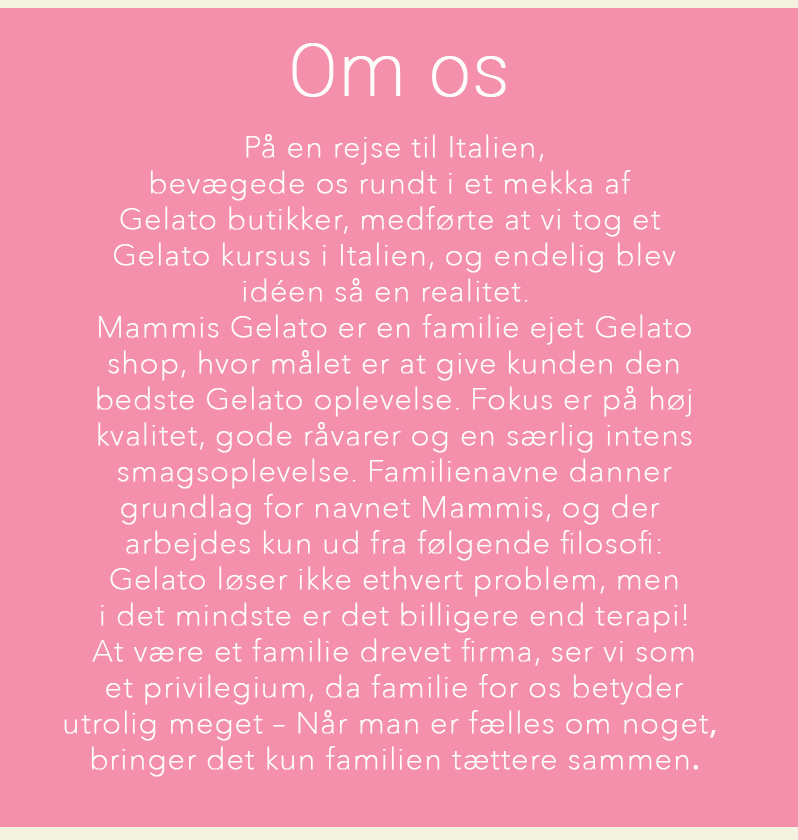 Om os
På en rejse til Italien,
bevægede os rundt i et mekka af
Gelato butikker, medførte at vi tog et
Gelato kursus i Italien, og endelig blev
idéen så en realitet.
Mammis Gelato er en familie ejet Gelato
shop, hvor målet er at give kunden den
bedste Gelato oplevelse. Fokus er på høj
kvalitet, gode råvarer og en særlig intens
smagsoplevelse. Familienavne danner
grundlag for navnet Mammis, og der
arbejdes kun ud fra følgende filosofi:
Gelato løser ikke ethvert problem, men
i det mindste er det billigere end terapi!
At være et familie drevet firma, ser vi som
et privilegium, da familie for os betyder
utrolig meget – Når man er fælles om noget,
bringer det kun familien tættere sammen.